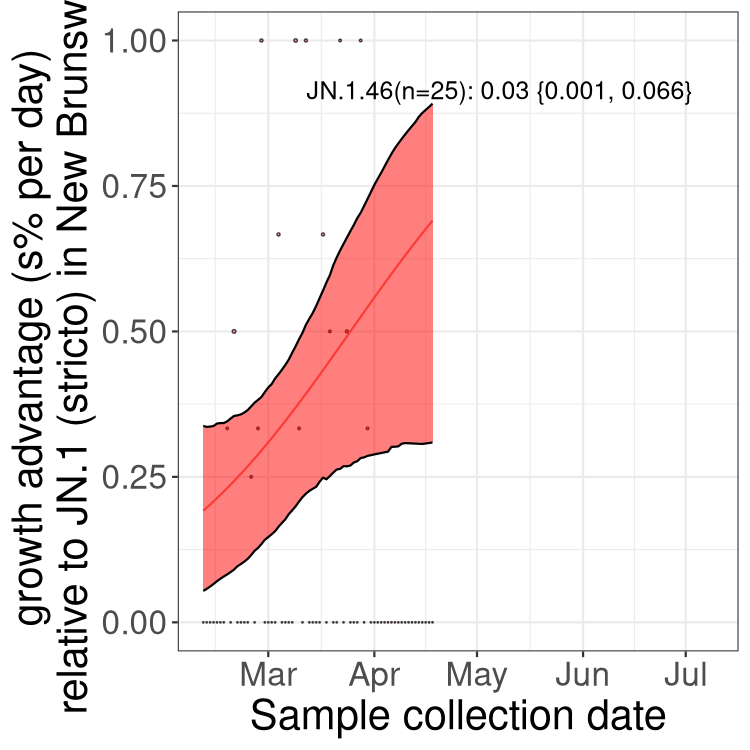 growth advantage (s% per day)
relative to JN.1 (stricto) in New Brunsw
1.00
0.75
0.50
0.25
0.00
JN.1.46(n=25): 0.03 {0.001, 0.066}
Mar Apr May Jun Jul
Sample collection date